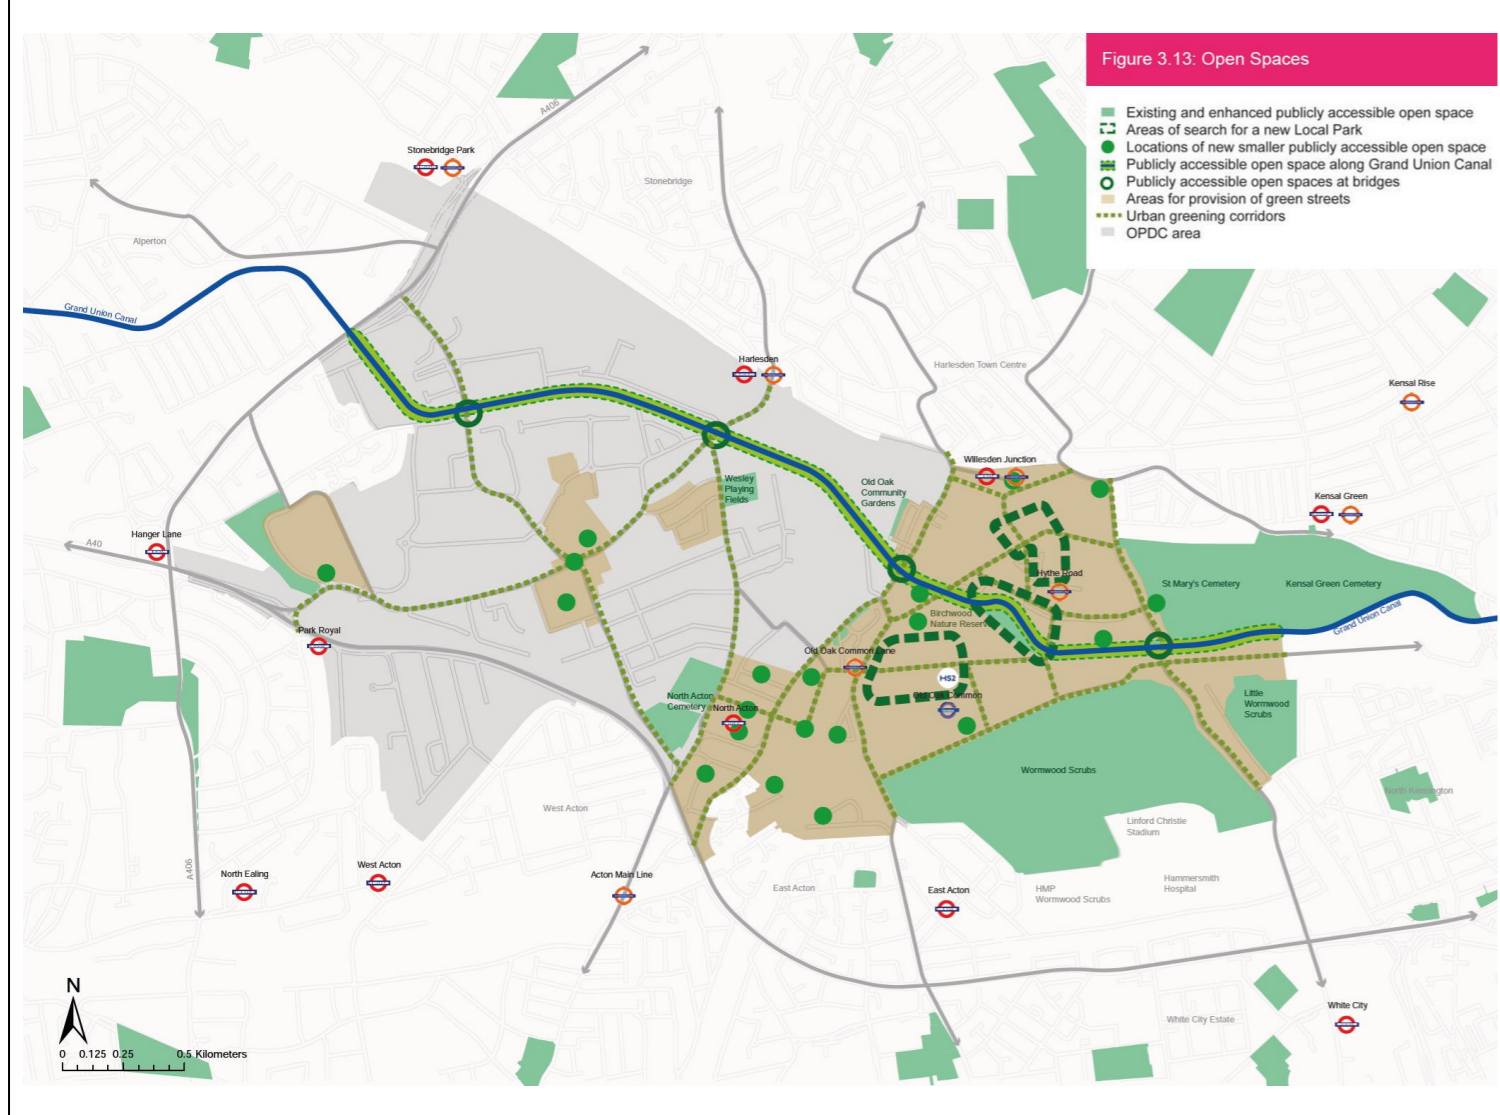 Figure 3.13: Open Spaces
Existing and enhanced publicly accessible open space
Areas of search for a new Local Park
Locations of new smaller publicly accessible open space
Publicly accessible open space along Grand Union Canal
Publicly accessible open spaces at bridges
Areas for provision of green streets
Urban greening corridors
OPDC area
A406
Stonebridge Park
Stonebridge
Alperton
Grand Union Canal
Harlesden
Harlesden Town Centre
Kensal Rise
Willesden Junction
Wesley
Playing
Fields
Old Oak
Community
Gardens
Kensal Green
Hanger Lane
A40
Hythe Road
St Mary's Cemetery
Kensal Green Cemetery
Grand Union Canal
Birchwood
Nature Reserve
Park Royal
Old Oak Common Lane
HS2
Old Oak Common
North Acton
Cemetery
North Acton
Little
Wormwood
Scrubs
Wormwood Scrubs
North Kensington
West Acton
Linford Christie
Stadium
A406
North Ealing
West Acton
Acton Main Line
East Acton
East Acton
HMP
Wormwood Scrubs
Hammersmith
Hospital
White City
White City Estate
N
0 0.125 0.25 0.5 Kilometers